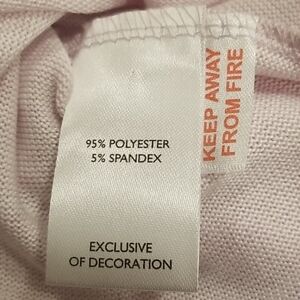 95% POLYESTER
5% SPANDEX
EXCLUSIVE
OF DECORATION
KEEP AWAY
FROM FIRE